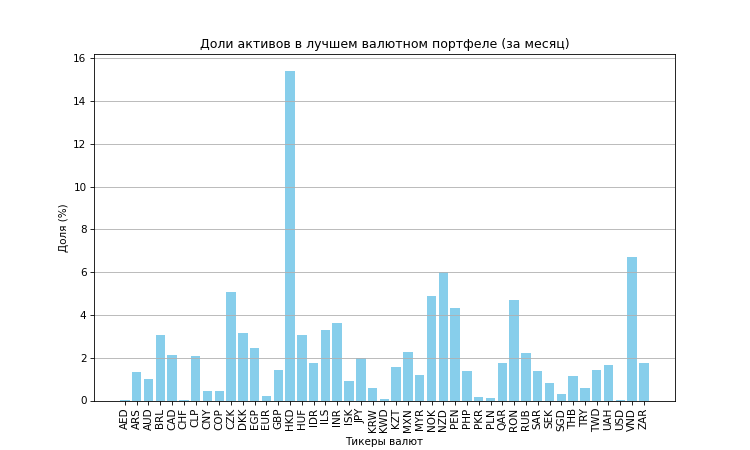 Доли активов в лучшем валютном портфеле (за месяц)
16
14
12
10
8
6
4
2
0
Доля (%)
AED ARS AUD BRL CAD CHF CLP CNY COP CZK DKK EGP EUR GBP HKD HUF IDR ILS INR ISK JPY KRW KWD KZT MXN MYR NOK NZD PEN PHP PKR PLN QAR RON RUB SAR SEK SGD THB TRY TWD UAH USD VND ZAR
Тикеры валют